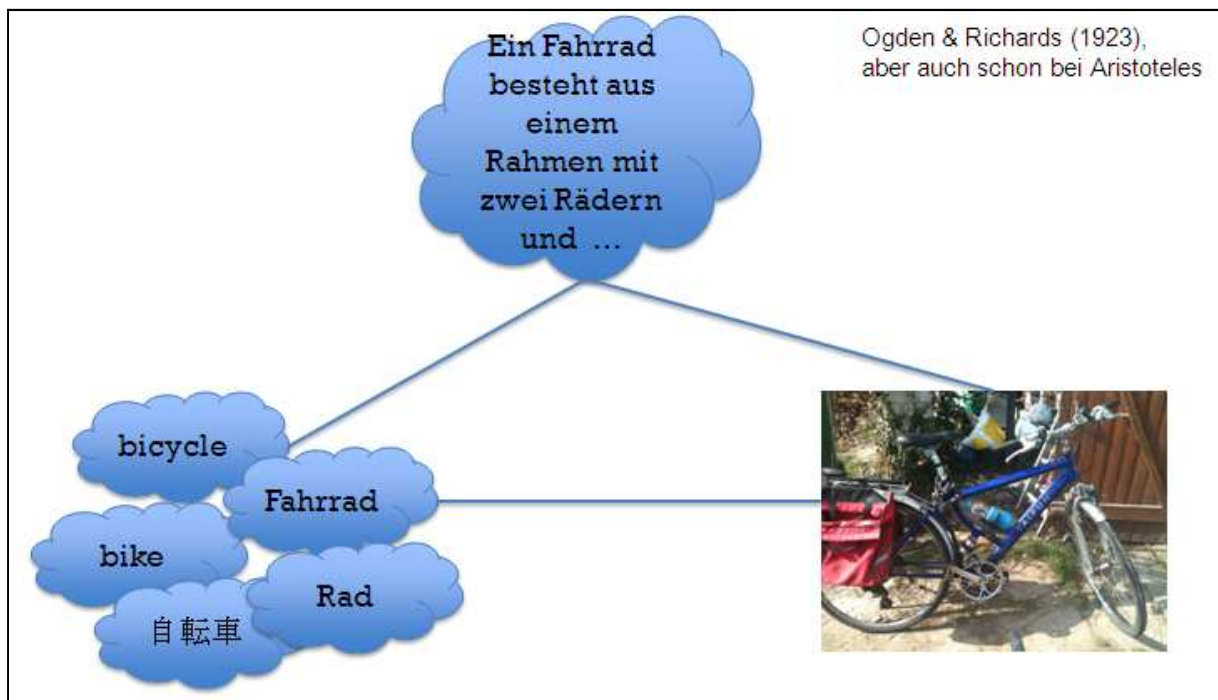 Ein Fahrrad
besteht aus
einem
Rahmen mit
zwei Rädern
und ...
Ogden & Richards (1923),
aber auch schon bei Aristoteles
bicycle
Fahrrad
bike
Rad
自転車